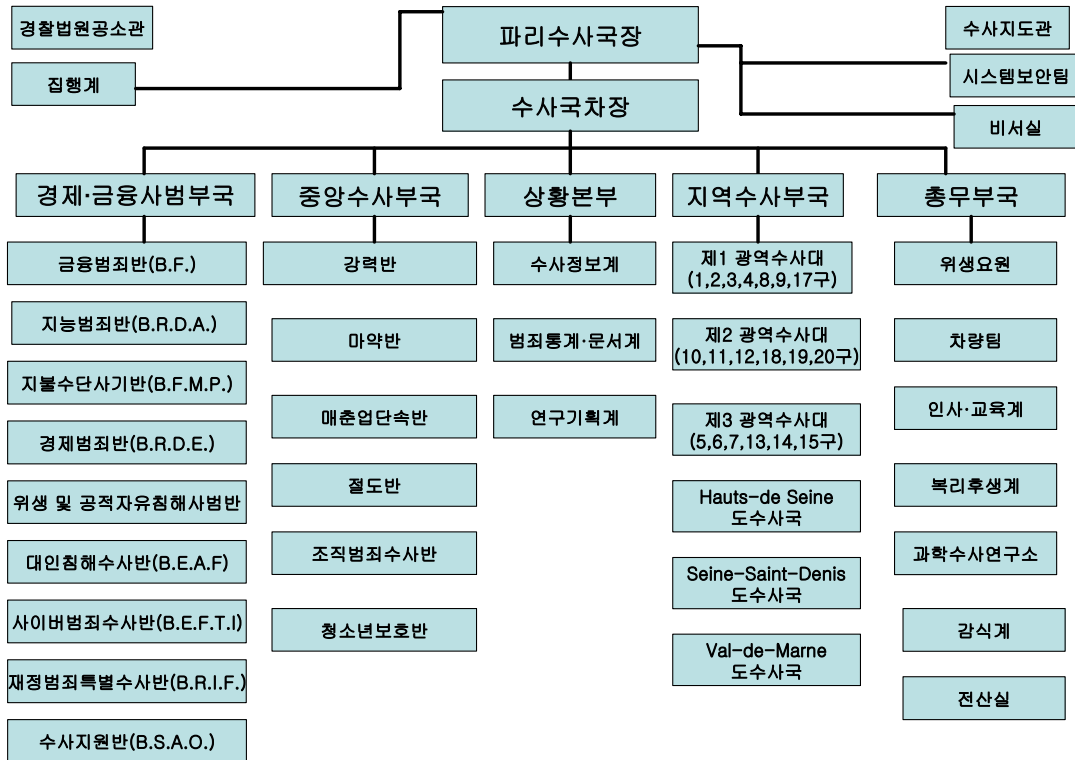 경찰법원공소관
집행계
파리수사국장
수사국차장
수사지도관
시스템보안팀
비서실
경제·금융사범부국
금융범죄반(B.F.)
지능범죄반(B.R.D.A.)
지불수단사기반(B.F.M.P.)
경제범죄반(B.R.D.E.)
위생 및 공적자유침해사범반
대인침해수사반(B.E.A.F)
사이버범죄수사반(B.E.F.T.I)
재정범죄특별수사반(B.R.I.F.)
수사지원반(B.S.A.O.)
중앙수사부국
강력반
마약반
매춘업단속반
절도반
조직범죄수사반
청소년보호반
상황본부
수사정보계
범죄통계·문서계
연구기획계
지역수사부국
제1 광역수사대
(1,2,3,4,8,9,17구)
제2 광역수사대
(10,11,12,18,19,20구)
제3 광역수사대
(5,6,7,13,14,15구)
Hauts-de Seine
도수사국
Seine-Saint-Denis
도수사국
Val-de-Marne
도수사국
총무부국
위생요원
차량팀
인사·교육계
복리후생계
과학수사연구소
감식계
전산실